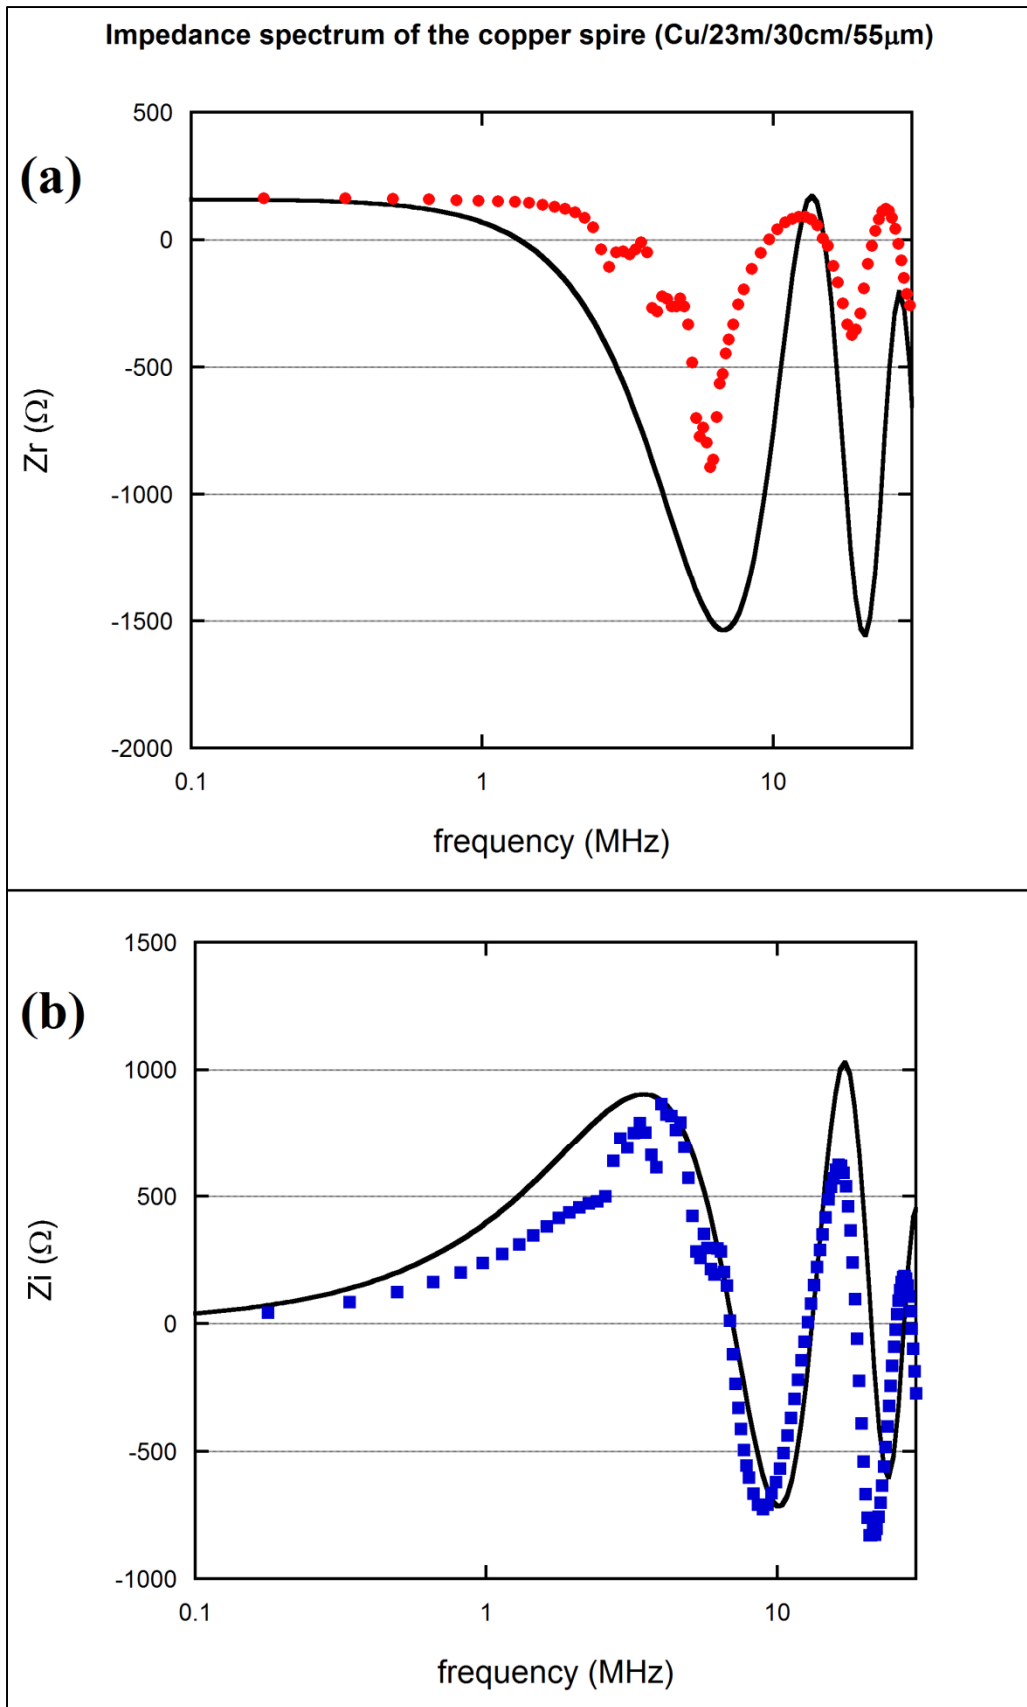 Impedance spectrum of the copper spire (Cu/23m/30cm/55μm)
(a)
500
0
-500
-1000
-1500
-2000
Zr (Ω)
0.1 1 10
frequency (MHz)
(b)
1500
1000
500
0
-500
-1000
Zi (Ω)
0.1 1 10
frequency (MHz)